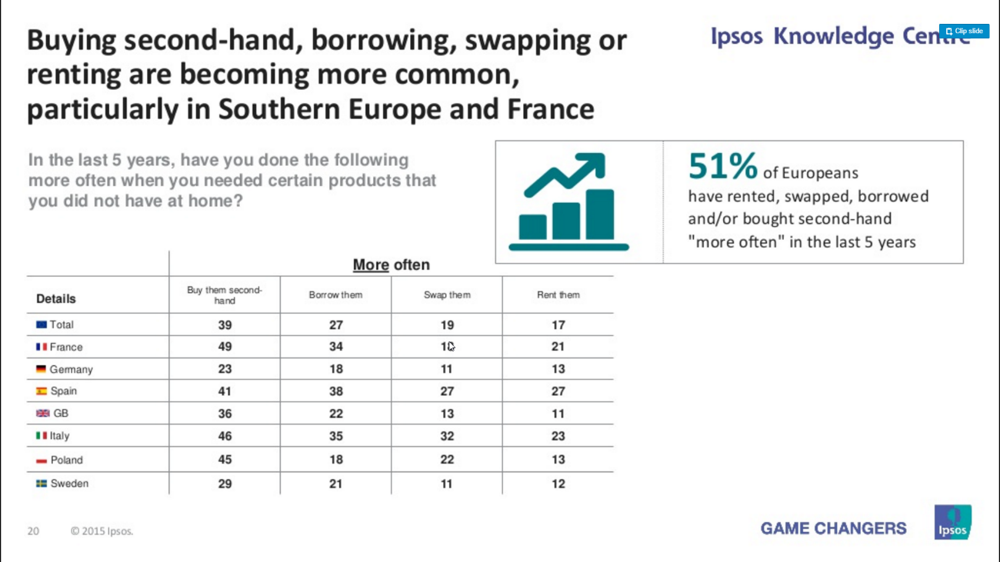 Buying second-hand, borrowing, swapping or
renting are becoming more common,
particularly in Southern Europe and France
Ipsos Knowledge
Clip slide
In the last 5 years, have you done the following
more often when you needed certain products that
you did not have at home?
51% of Europeans
have rented, swapped, borrowed
and/or bought second-hand
"more often" in the last 5 years
More often
Details Buy them second-
hand Borrow them Swap them Rent them
Total 39 27 19 17
France 49 34 21
Germany 23 18 11 13
Spain 41 38 27 27
GB 36 22 13 11
Italy 46 35 32 23
Poland 45 18 22 13
Sweden 29 21 11 12
20 © 2015 Ipsos.
GAME CHANGERS
Ipsos